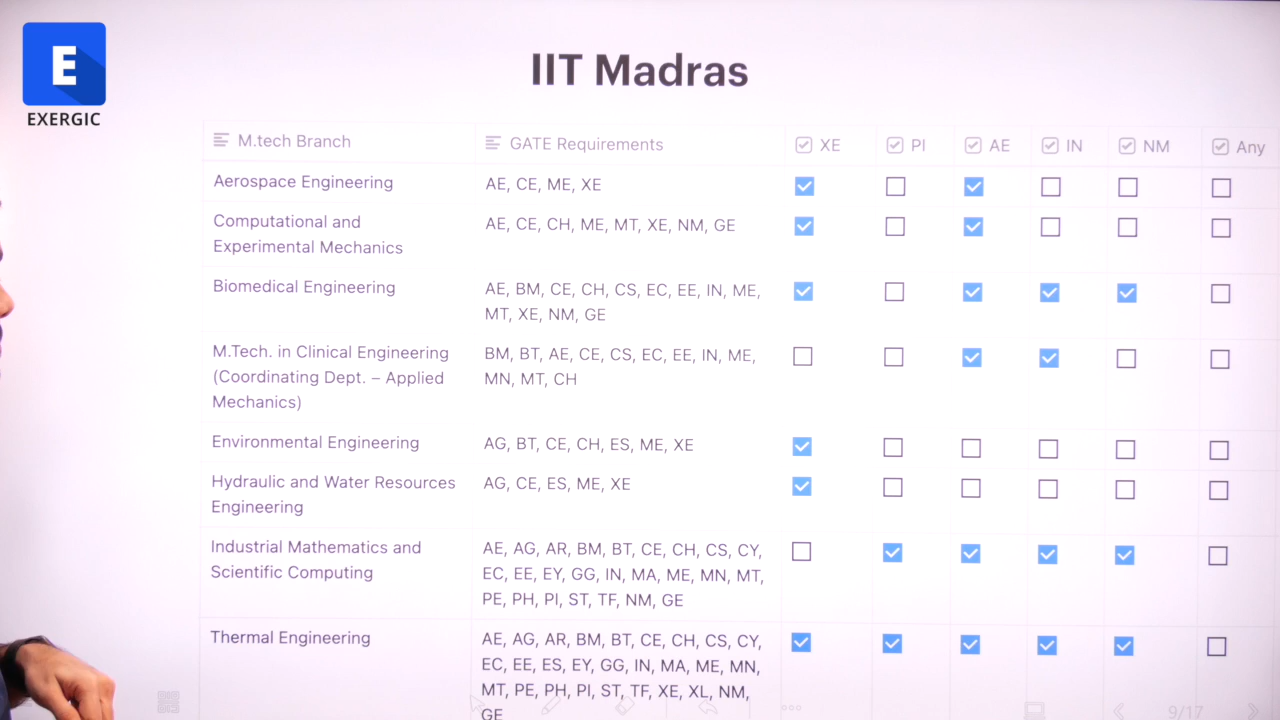 E
EXERGIC
IIT Madras
M.tech Branch GATE Requirements XE PI AE IN NM Any
Aerospace Engineering AE, CE, ME, XE
Computational and
Experimental Mechanics
AE, CE, CH, ME, MT, XE, NM, GE
Biomedical Engineering
AE, BM, CE, CH, CS, EC, EE, IN, ME,
MT, XE, NM, GE
M.Tech. in Clinical Engineering
(Coordinating Dept. – Applied
Mechanics)
BM, BT, AE, CE, CS, EC, EE, IN, ME,
MN, MT, CH
Environmental Engineering AG, BT, CE, CH, ES, ME, XE
Hydraulic and Water Resources
Engineering
AG, CE, ES, ME, XE
Industrial Mathematics and
Scientific Computing
AE, AG, AR, BM, BT, CE, CH, CS, CY,
EC, EE, EY, GG, IN, MA, ME, MN, MT,
PE, PH, PI, ST, TF, NM, GE
Thermal Engineering
AE, AG, AR, BM, BT, CE, CH, CS, CY,
EC, EE, ES, EY, GG, IN, MA, ME, MN,
MT, PE, PH, PI, ST, TF, XE, XL, NM,
GE
9/17